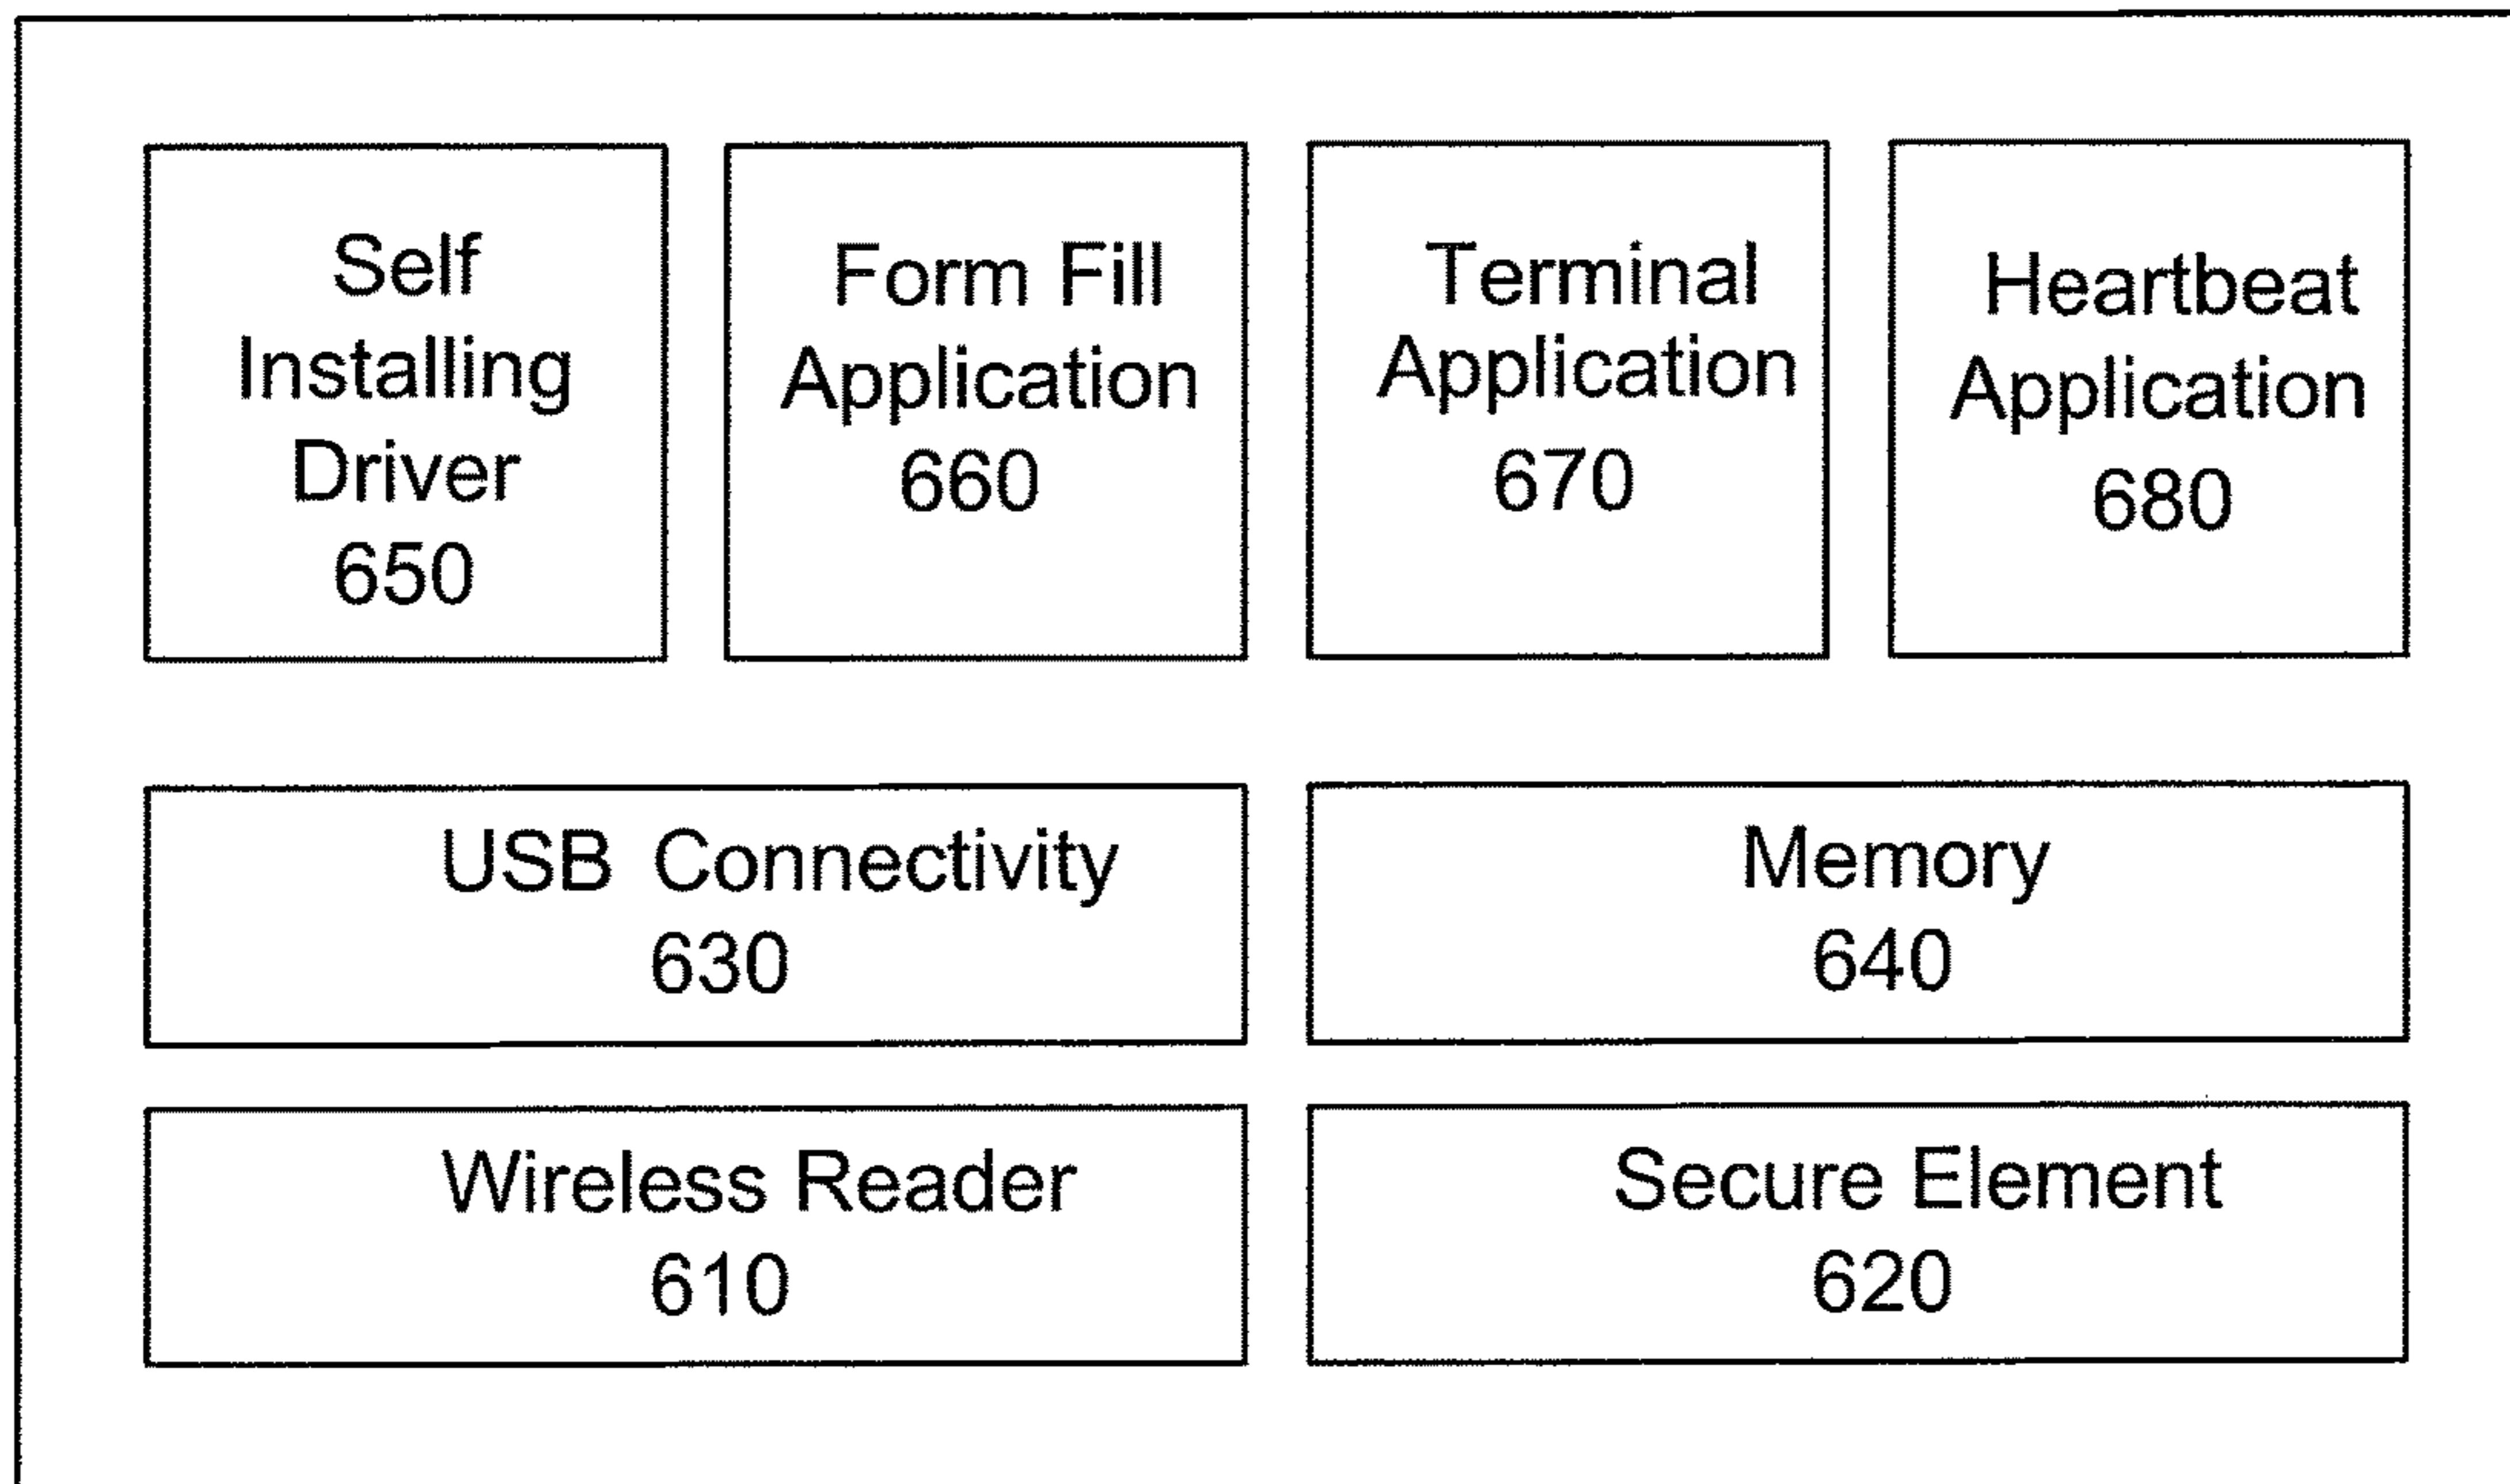 Self
Installing
Driver
650
Form Fill
Application
660
Terminal
Application
670
Heartbeat
Application
680
USB Connectivity
630
Memory
640
Wireless Reader
610
Secure Element
620